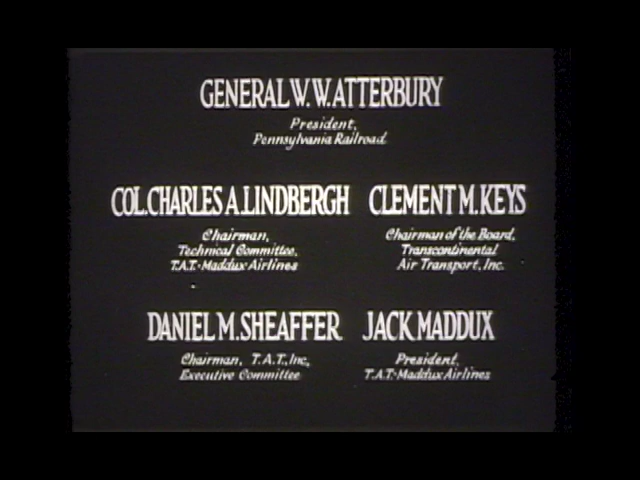 GENERAL W.W. ATTERBURY
President,
Pennsylvania Railroad
COL. CHARLES A. LINDBERGH
Chairman,
Technical Committee,
T.A.T.-Maddux Airlines
CLEMENT M. KEYS
Chairman of the Board,
Transcontinental
Air Transport, Inc.
DANIEL M. SHEAFFER
Chairman, T.A.T., Inc,
Executive Committee
JACK MADDUX
President,
T.A.T.-Maddux Airlines